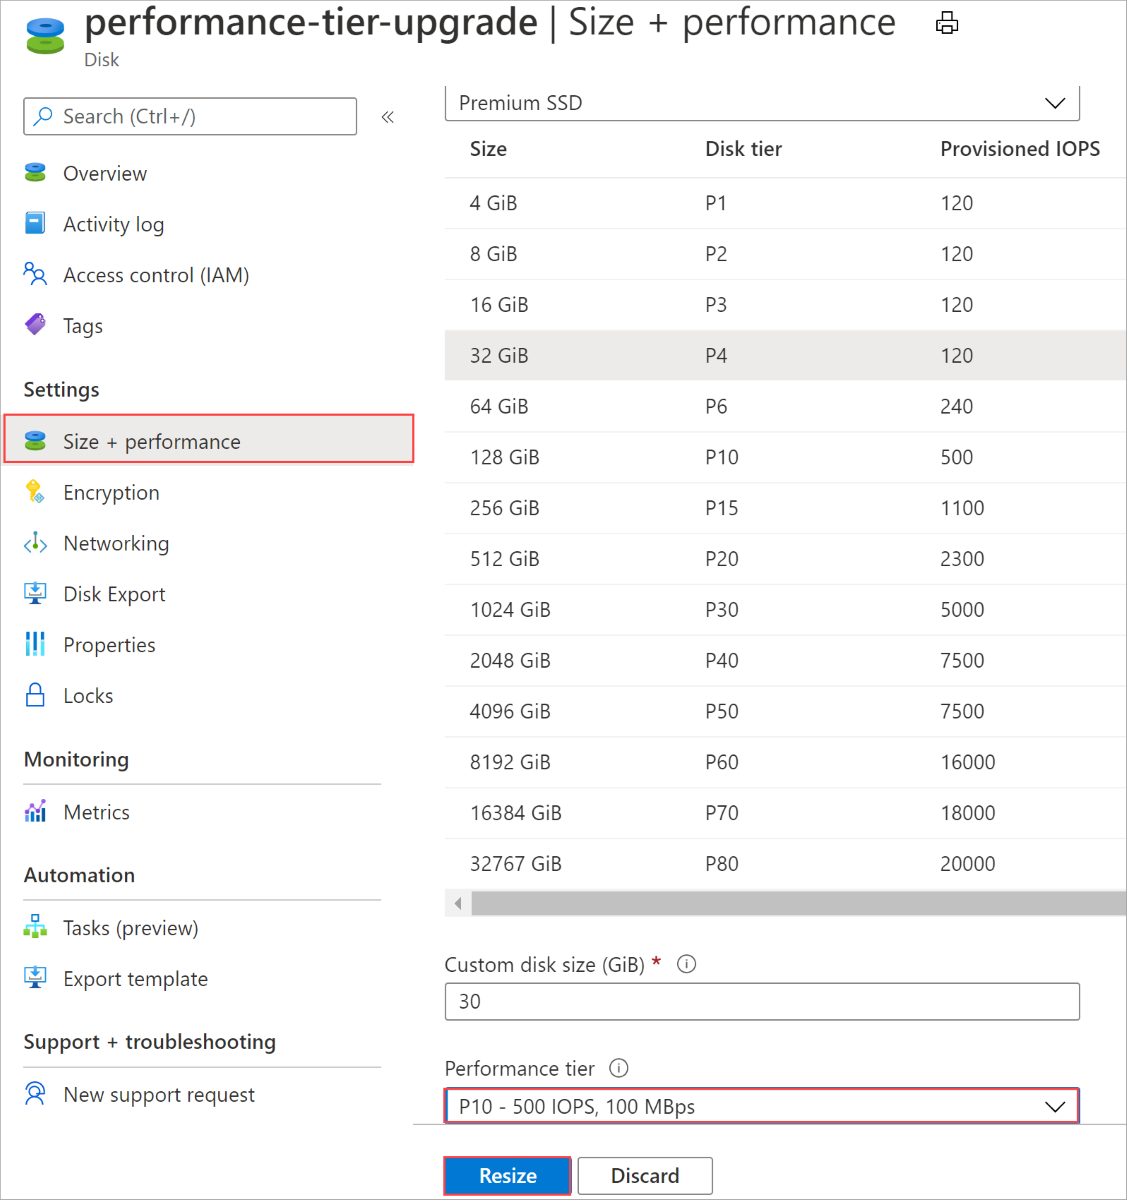 performance-tier-upgrade | Size + performance
Disk
Search (Ctrl+/)
«
Overview
Activity log
Access control (IAM)
Tags
Settings
Size + performance
Encryption
Networking
Disk Export
Properties
Locks
Monitoring
Metrics
Automation
Tasks (preview)
Export template
Support + troubleshooting
New support request
Premium SSD
Size Disk tier Provisioned IOPS
4 GiB P1 120
8 GiB P2 120
16 GiB P3 120
32 GiB P4 120
64 GiB P6 240
128 GiB P10 500
256 GiB P15 1100
512 GiB P20 2300
1024 GiB P30 5000
2048 GiB P40 7500
4096 GiB P50 7500
8192 GiB P60 16000
16384 GiB P70 18000
32767 GiB P80 20000
Custom disk size (GiB) *
30
Performance tier
P10 - 500 IOPS, 100 MBps
Resize Discard